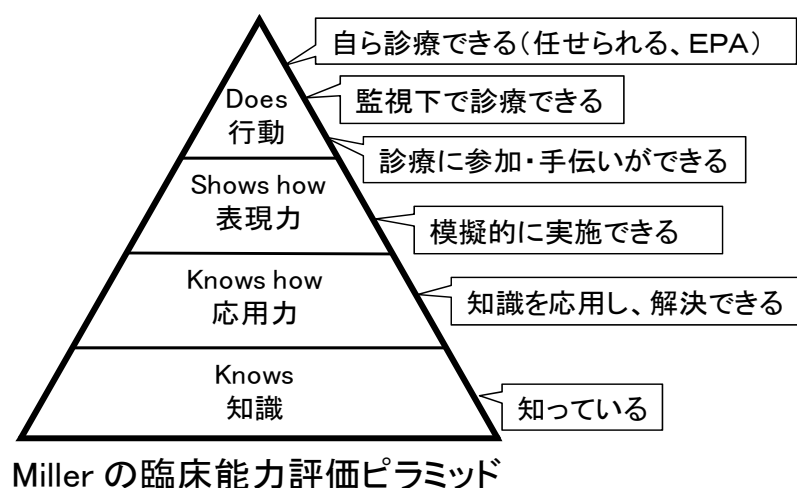 自ら診療できる(任せられる、EPA)
監視下で診療できる
Does
行動
診療に参加・手伝いができる
Shows how
表現力
模擬的に実施できる
Knows how
応用力
知識を応用し、解決できる
Knows
知識
知っている
Miller の臨床能力評価ピラミッド